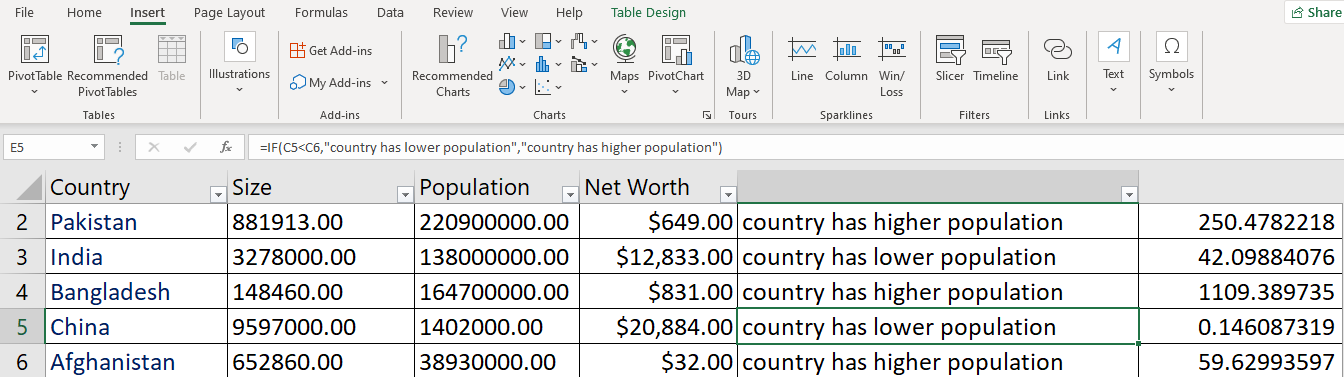 File Home Insert Page Layout Formulas Data Review View Help Table Design Share
PivotTable Recommended PivotTables Table Illustrations Get Add-ins My Add-ins Recommended Charts Maps PivotChart 3D Map Line Column Win/Loss Slicer Timeline Link Text Symbols
Tables Add-ins Charts Tours Sparklines Filters Links
E5 fx =IF(C5<C6,"country has lower population","country has higher population")
Country Size Population Net Worth
2 Pakistan 881913.00 220900000.00 $649.00 country has higher population 250.4782218
3 India 3278000.00 138000000.00 $12,833.00 country has lower population 42.09884076
4 Bangladesh 148460.00 164700000.00 $831.00 country has higher population 1109.389735
5 China 9597000.00 1402000.00 $20,884.00 country has lower population 0.146087319
6 Afghanistan 652860.00 38930000.00 $32.00 country has higher population 59.62993597